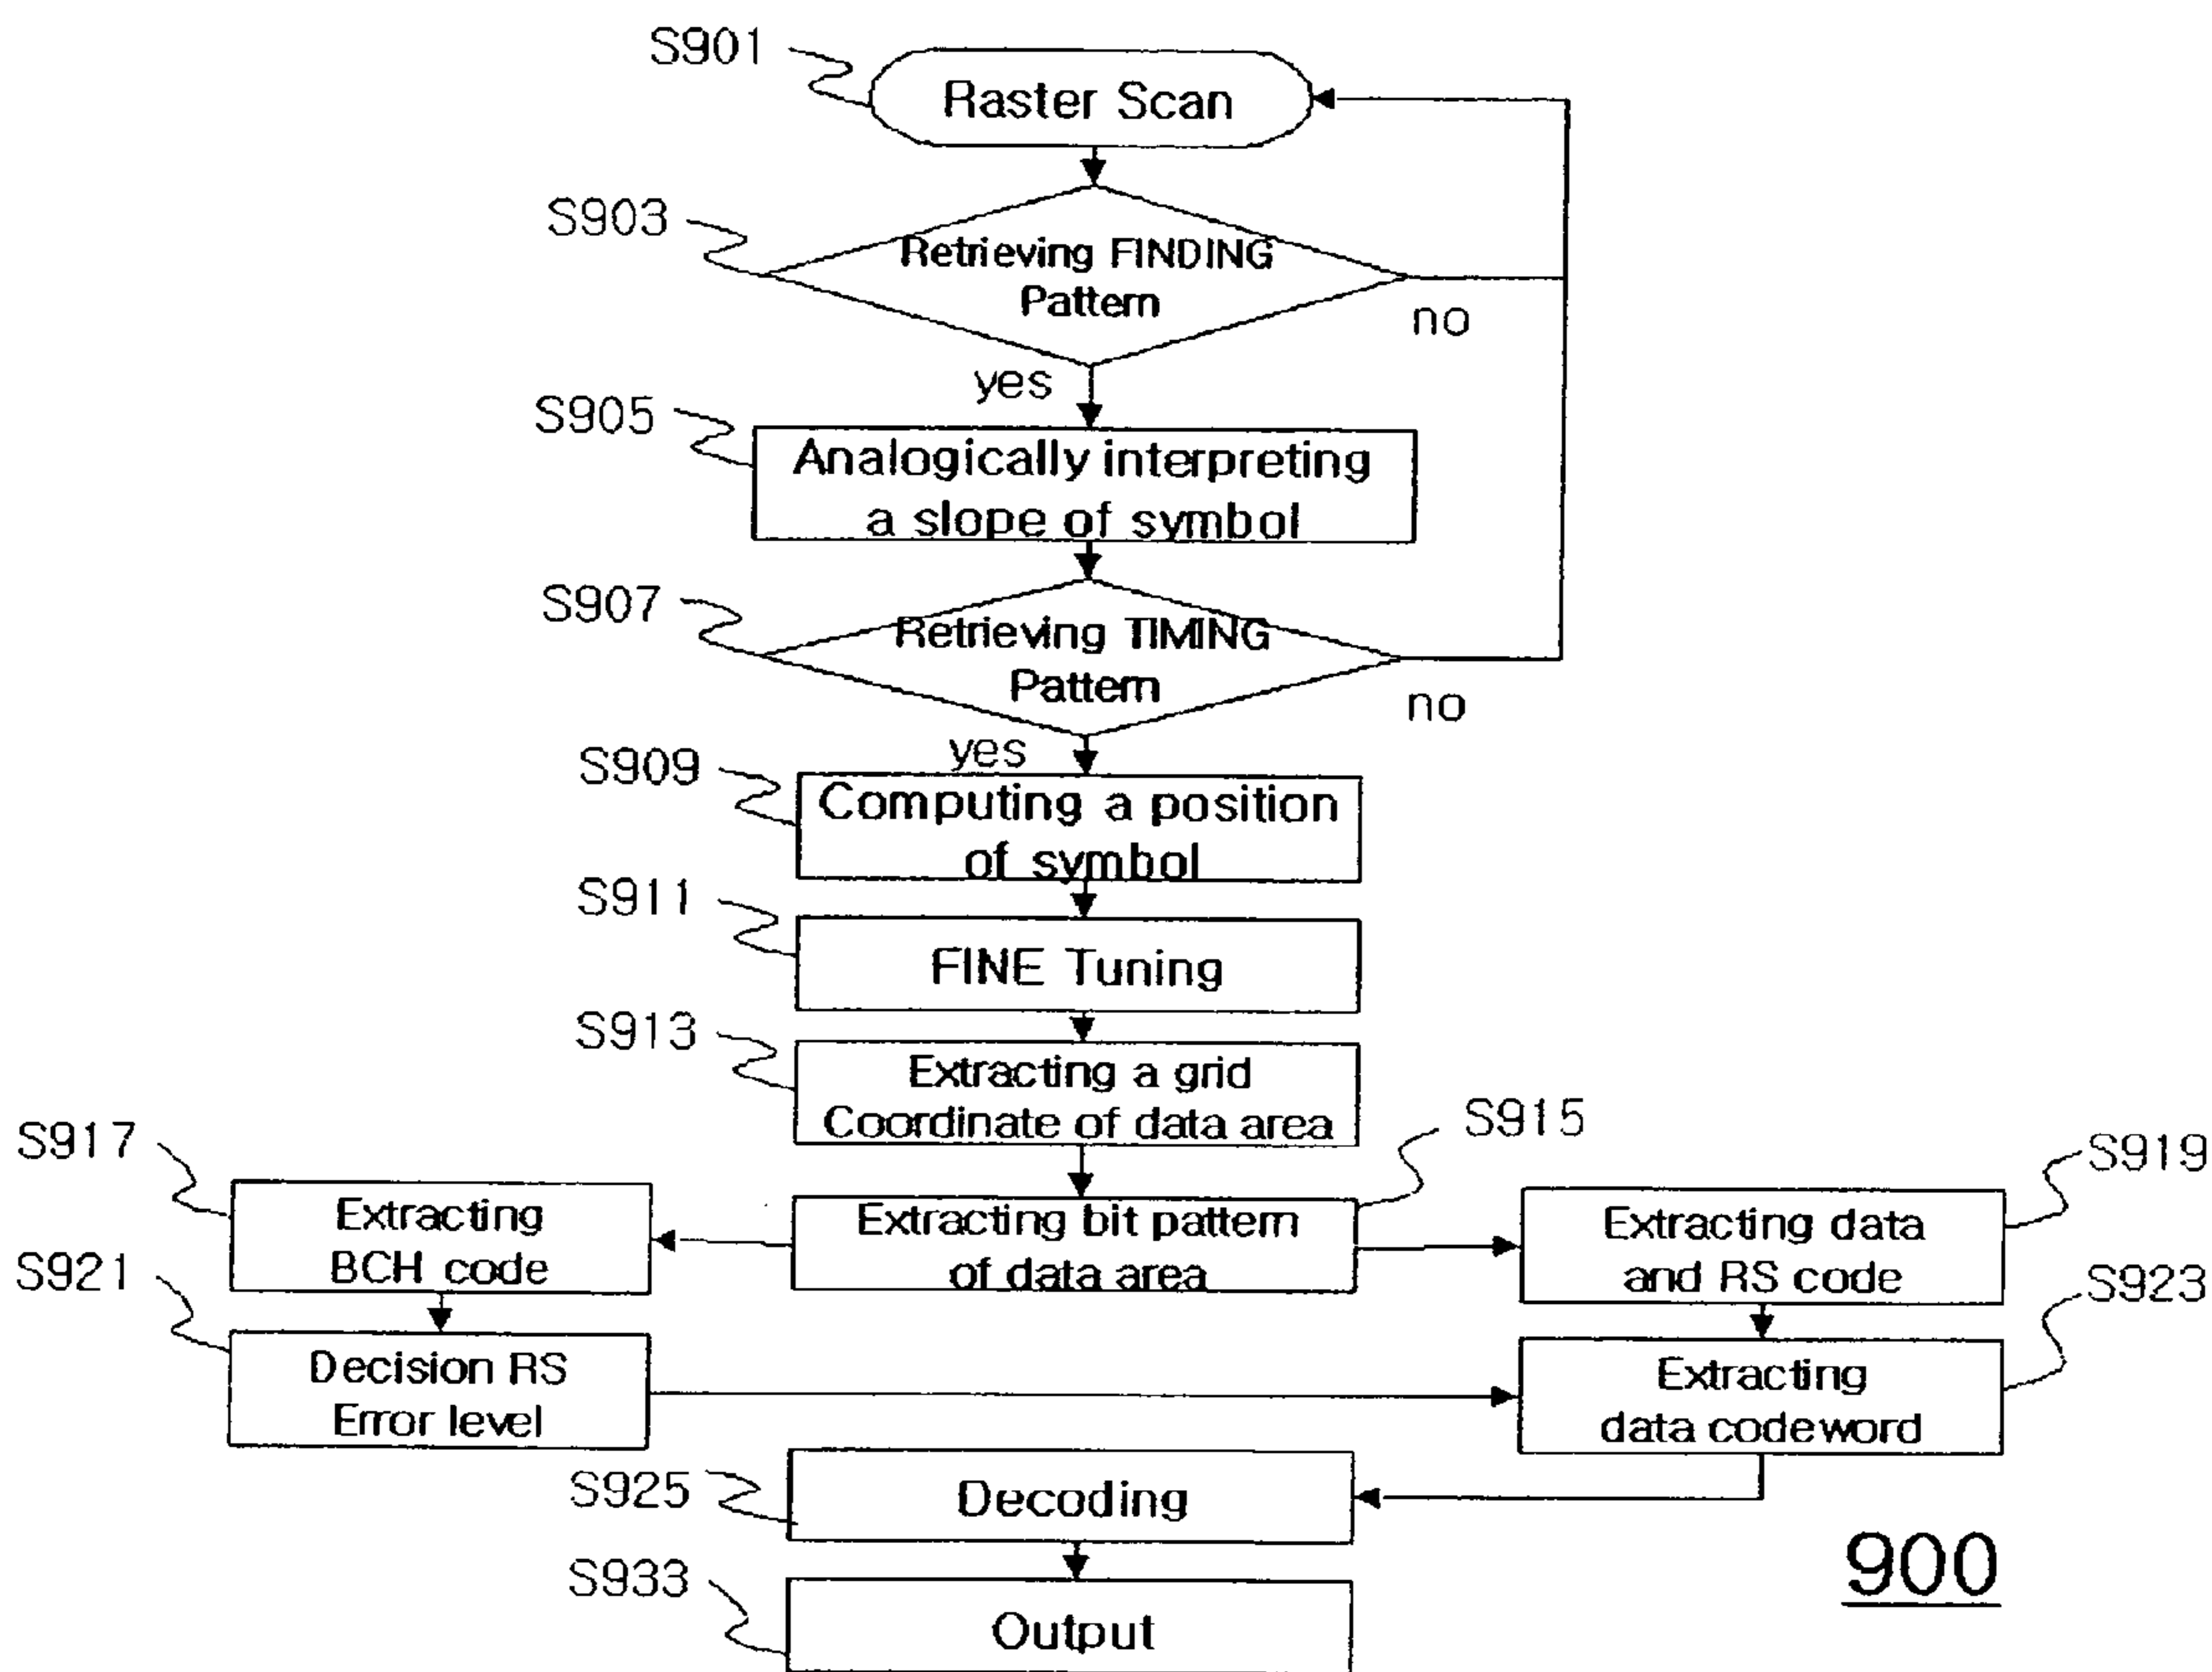 S901
Raster Scan
S903
Retrieving FINDING
Pattern
no
yes
S905
Analogically interpreting
a slope of symbol
S907
Retrieving TIMING
Pattern
no
yes
S909
Computing a position
of symbol
S911
FINE Tuning
S913
Extracting a grid
Coordinate of data area
S915
S917
Extracting
BCH code
Extracting bit pattern
of data area
S919
Extracting data
and RS code
S921
Decision RS
Error level
S923
Extracting
data codeword
S925
Decoding
900
S933
Output